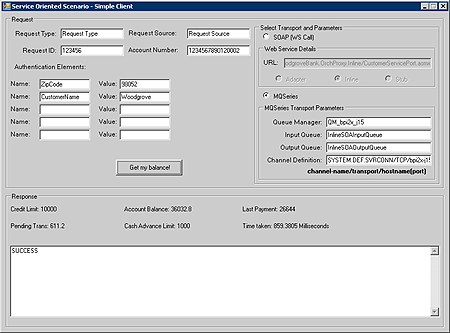 Service Oriented Scenario - Simple Client
Request
Request Type: Request Type Request Source: Request Source
Request ID: 123456 Account Number: 1234567890120002
Authentication Elements:
Name: ZipCode Value: 98052
Name: CustomerName Value: Woodgrove
Name: Value:
Name: Value:
Name: Value:
Get my balance!
Select Transport and Parameters
SOAP (WS Call)
Web Service Details
URL: odgroveBank.OrchProxy.Inline/CustomerServicePort.asmx
Adapter Inline Stub
MQSeries
MQSeries Transport Parameters
Queue Manager: QM_bpi2x_i15
Input Queue: InlineSOAInputQueue
Output Queue: InlineSOAOutputQueue
Channel Definition: SYSTEM.DEF.SVRCONN/TCP/bpi2xji15
channel-name/transport/hostname(port)
Response
Credit Limit: 10000 Account Balance: 36032.8 Last Payment: 26644
Pending Trans: 611.2 Cash Advance Limit: 1000 Time taken: 859.3805 Milliseconds
SUCCESS